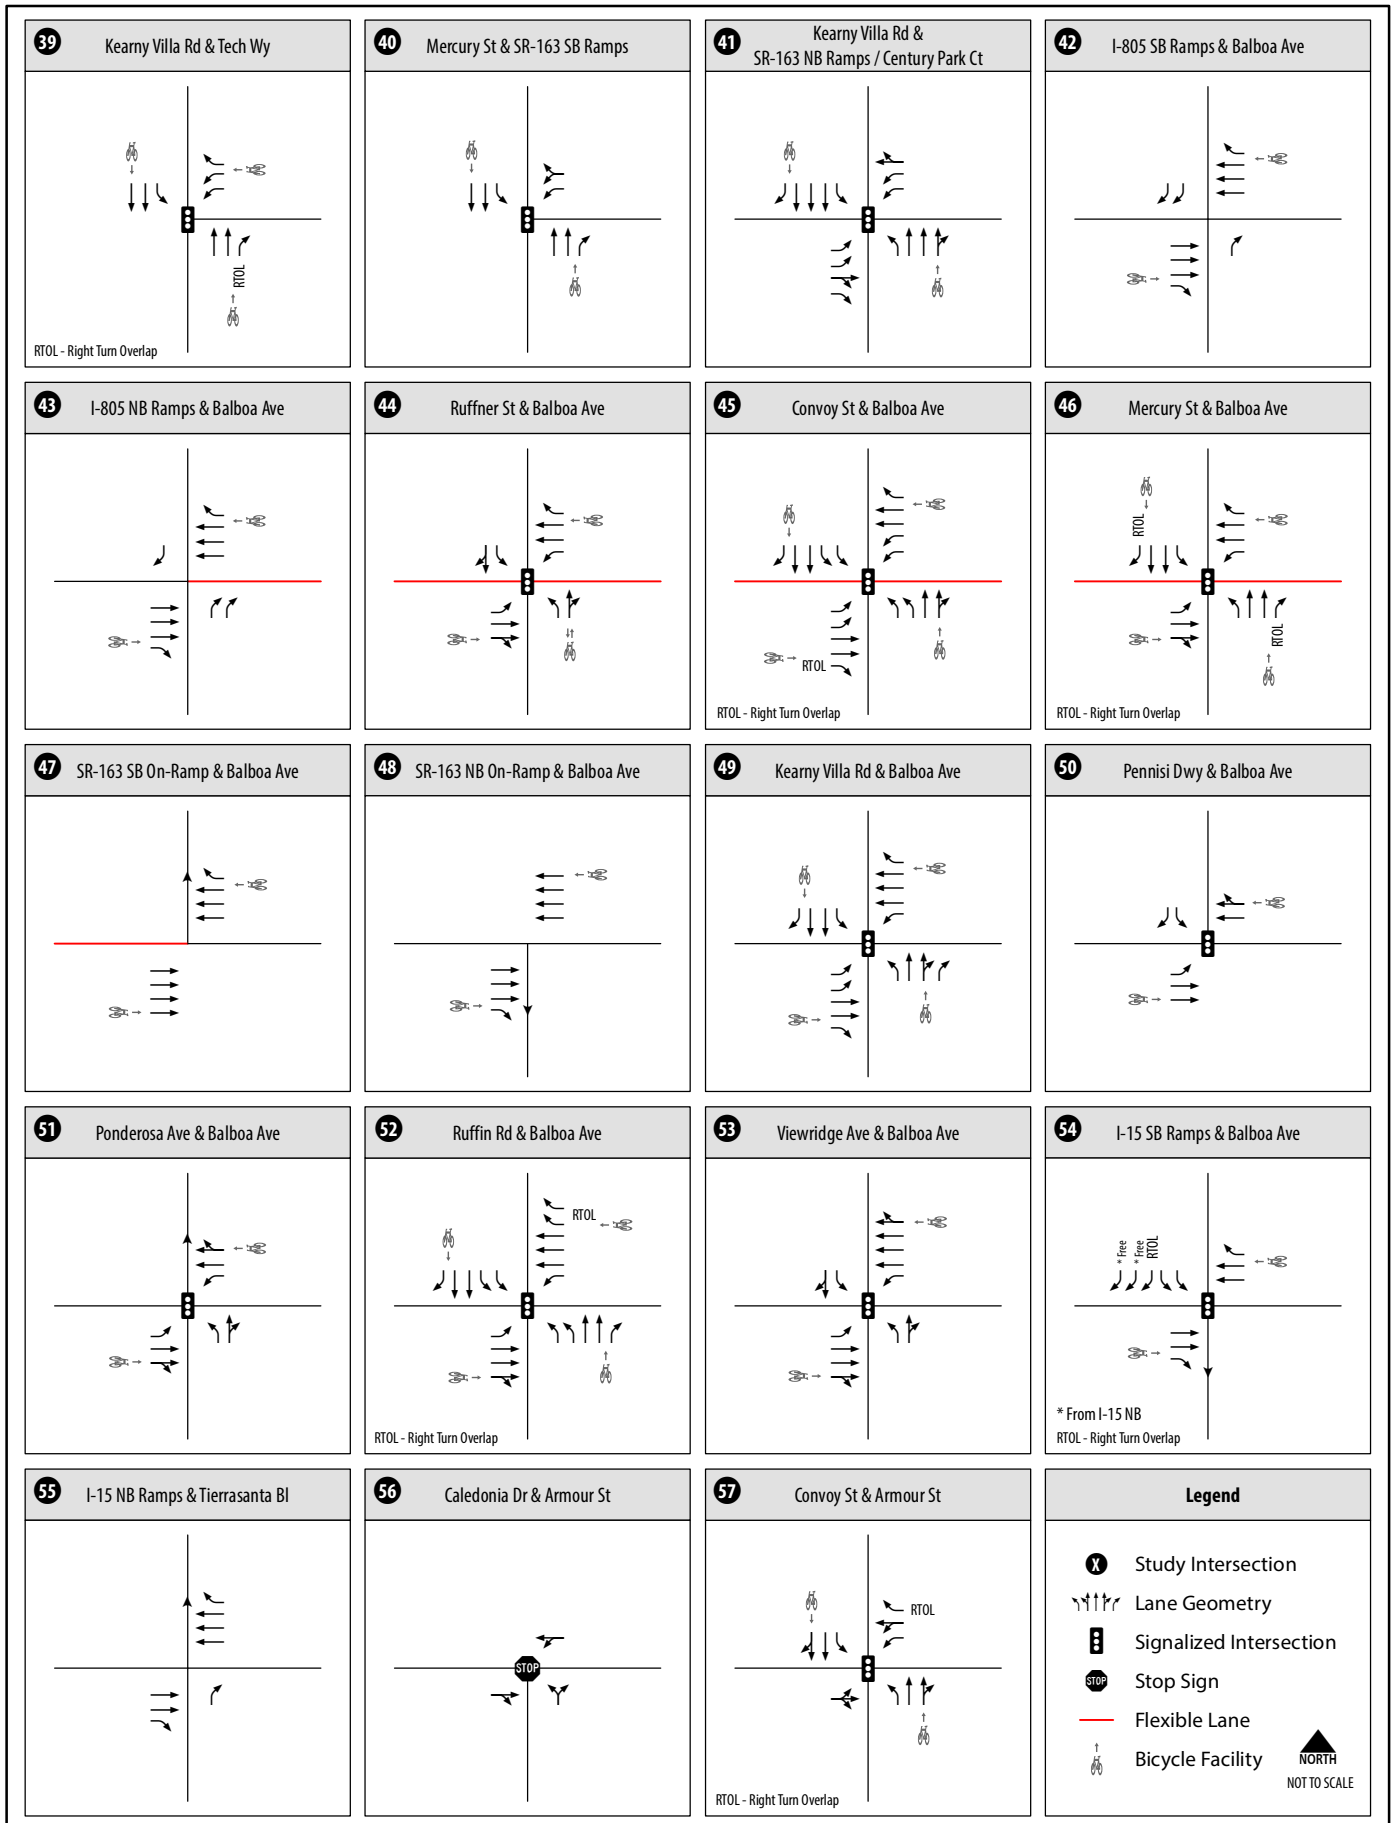 39 Kearny Villa Rd & Tech Wy
RTOL
RTOL - Right Turn Overlap
40 Mercury St & SR-163 SB Ramps
41 Kearny Villa Rd &
SR-163 NB Ramps / Century Park Ct
42 I-805 SB Ramps & Balboa Ave
43 I-805 NB Ramps & Balboa Ave
44 Ruffner St & Balboa Ave
45 Convoy St & Balboa Ave
RTOL
RTOL - Right Turn Overlap
46 Mercury St & Balboa Ave
RTOL
RTOL
RTOL - Right Turn Overlap
47 SR-163 SB On-Ramp & Balboa Ave
48 SR-163 NB On-Ramp & Balboa Ave
49 Kearny Villa Rd & Balboa Ave
50 Pennisi Dwy & Balboa Ave
51 Ponderosa Ave & Balboa Ave
52 Ruffin Rd & Balboa Ave
RTOL
RTOL - Right Turn Overlap
53 Viewridge Ave & Balboa Ave
54 I-15 SB Ramps & Balboa Ave
* Free
* Free
RTOL
* From I-15 NB
RTOL - Right Turn Overlap
55 I-15 NB Ramps & Tierrasanta Bl
56 Caledonia Dr & Armour St
STOP
57 Convoy St & Armour St
RTOL
RTOL - Right Turn Overlap
Legend
X Study Intersection
Lane Geometry
Signalized Intersection
STOP Stop Sign
Flexible Lane
Bicycle Facility
NORTH
NOT TO SCALE